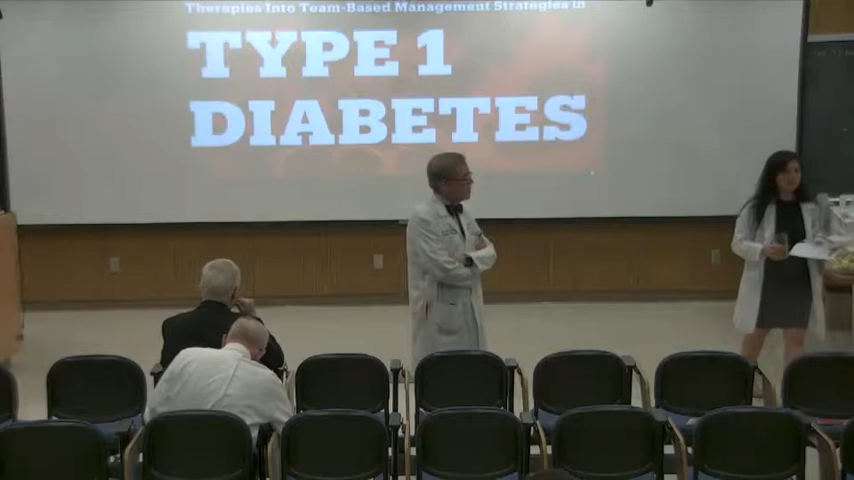 Therapies Into Team-Based Management Strategies in
TYPE 1
DIABETES